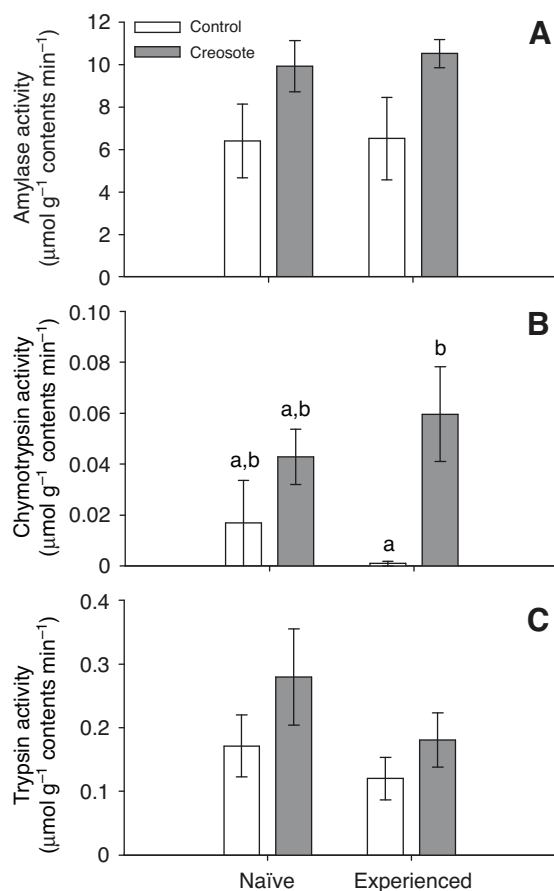 12
10
8
6
4
2
0
Amylase activity
(μmol g⁻¹ contents min⁻¹)
Control
Creosote
A
0.10
0.08
0.06
0.04
0.02
0
Chymotrypsin activity
(μmol g⁻¹ contents min⁻¹)
a,b
a,b
a
b
B
0.4
0.3
0.2
0.1
0
Trypsin activity
(μmol g⁻¹ contents min⁻¹)
C
Naïve Experienced